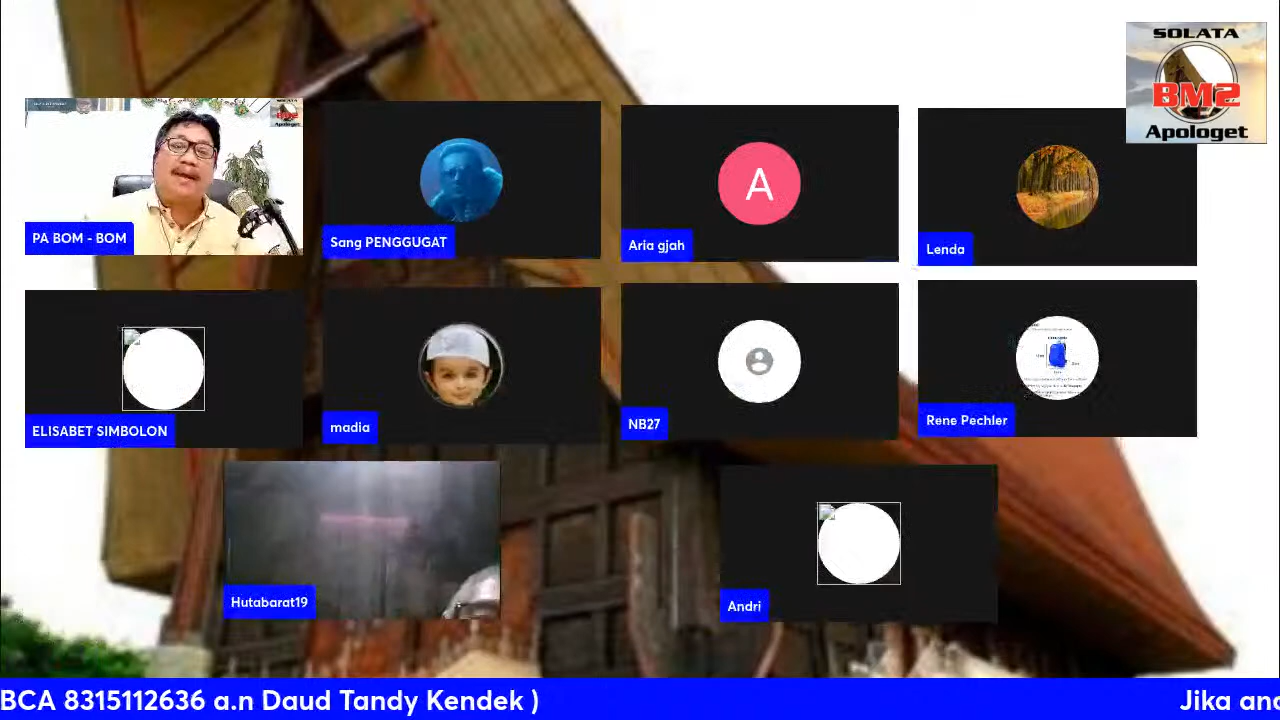 SOLATA
BM2
Apologet
PA BOM - BOM
Sang PENGGUGAT
A
Aria gjah
Lenda
ELISABET SIMBOLON
madia
NB27
Rene Pechler
Hutabarat19
Andri
BCA 8315112636 a.n Daud Tandy Kendek )
Jika and